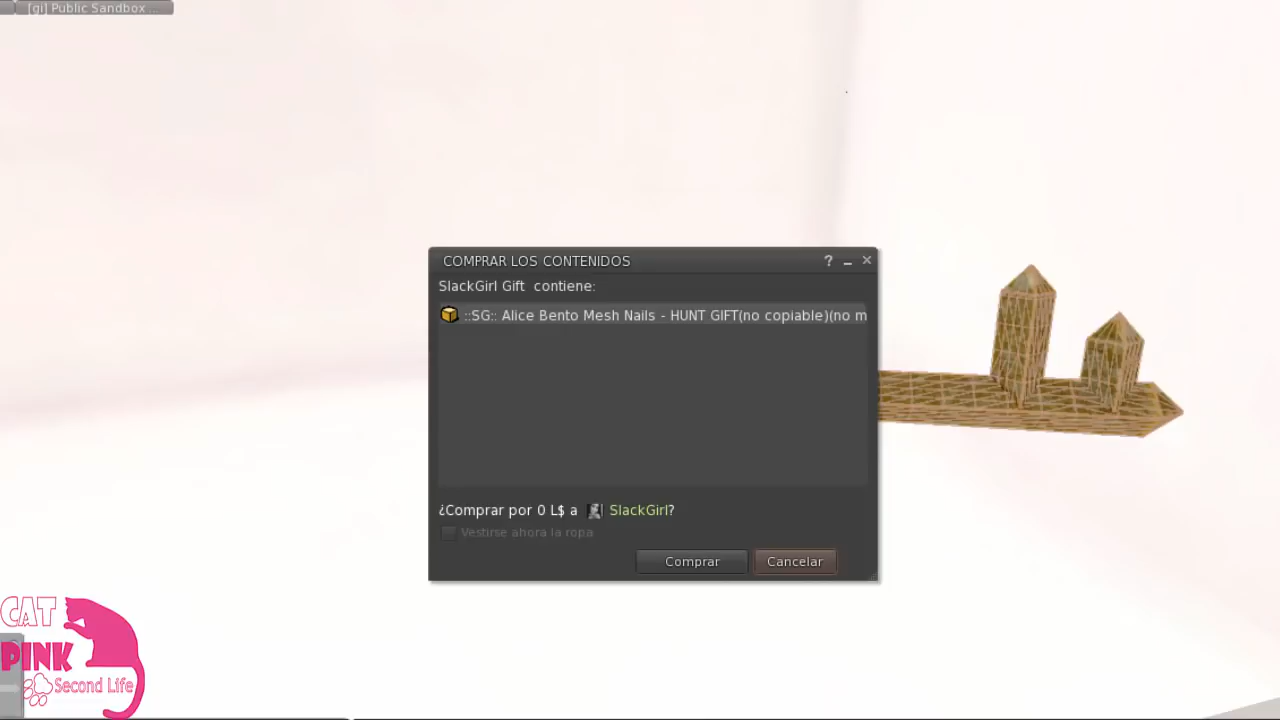 [gi] Public Sandbox ...
COMPRAR LOS CONTENIDOS
SlackGirl Gift contiene:
::SG:: Alice Bento Mesh Nails - HUNT GIFT(no copiable)(no m
¿Comprar por 0 L$ a SlackGirl?
Vestirse ahora la ropa
Comprar
Cancelar
CAT
PINK
Second Life